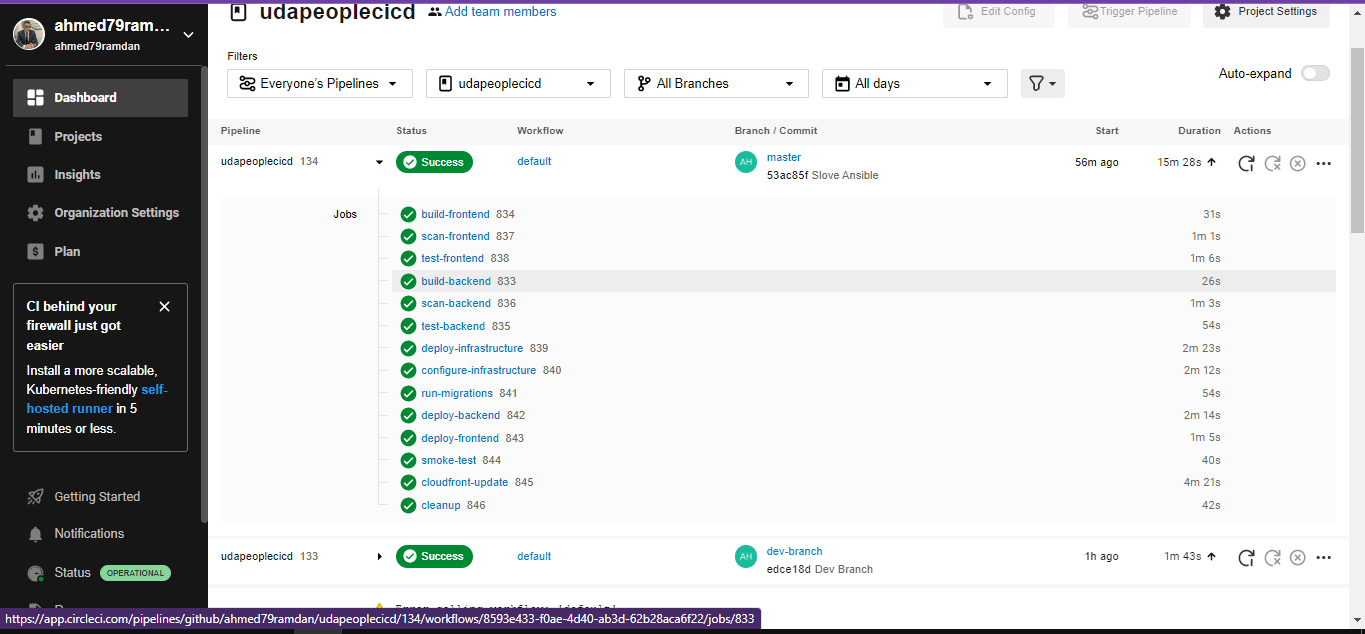 udapeoplecicd Add team members
Edit Config
Trigger Pipeline
Project Settings
ahmed79ram...
ahmed79ramdan
Dashboard
Projects
Insights
Organization Settings
$ Plan
CI behind your
firewall just got
easier
Install a more scalable,
Kubernetes-friendly self-
hosted runner in 5
minutes or less.
Getting Started
Notifications
Status OPERATIONAL
Filters
Everyone's Pipelines
udapeoplecicd
All Branches
All days
Auto-expand
Pipeline Status Workflow Branch / Commit Start Duration Actions
udapeoplecicd 134 Success default AH master 56m ago 15m 28s
53ac85f Slove Ansible
Jobs
build-frontend 834 31s
scan-frontend 837 1m 1s
test-frontend 838 1m 6s
build-backend 833 26s
scan-backend 836 1m 3s
test-backend 835 54s
deploy-infrastructure 839 2m 23s
configure-infrastructure 840 2m 12s
run-migrations 841 54s
deploy-backend 842 2m 14s
deploy-frontend 843 1m 5s
smoke-test 844 40s
cloudfront-update 845 4m 21s
cleanup 846 42s
udapeoplecicd 133 Success default AH dev-branch 1h ago 1m 43s
edce18d Dev Branch
https://app.circleci.com/pipelines/github/ahmed79ramdan/udapeoplecicd/134/workflows/8593e433-f0ae-4d40-ab3d-62b28aca6f22/jobs/833